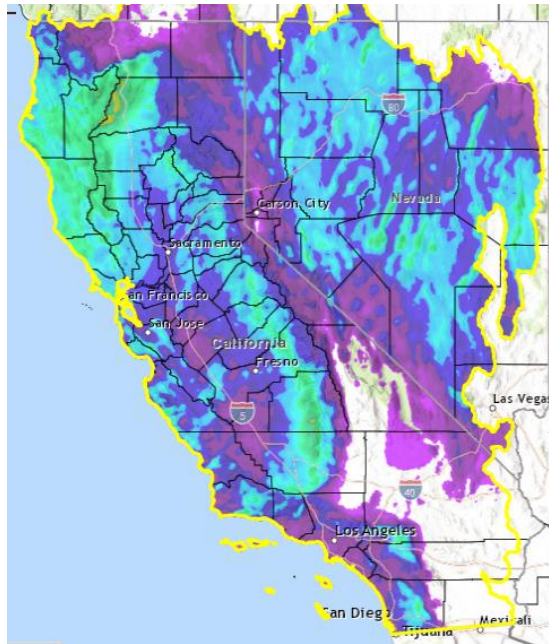 80
Nevada
Carson City
Sacramento
an Francisco
San Jose
California
Fresno
5
Las Vegas
40
Los Angeles
San Diego
Tijuana
Mexicali